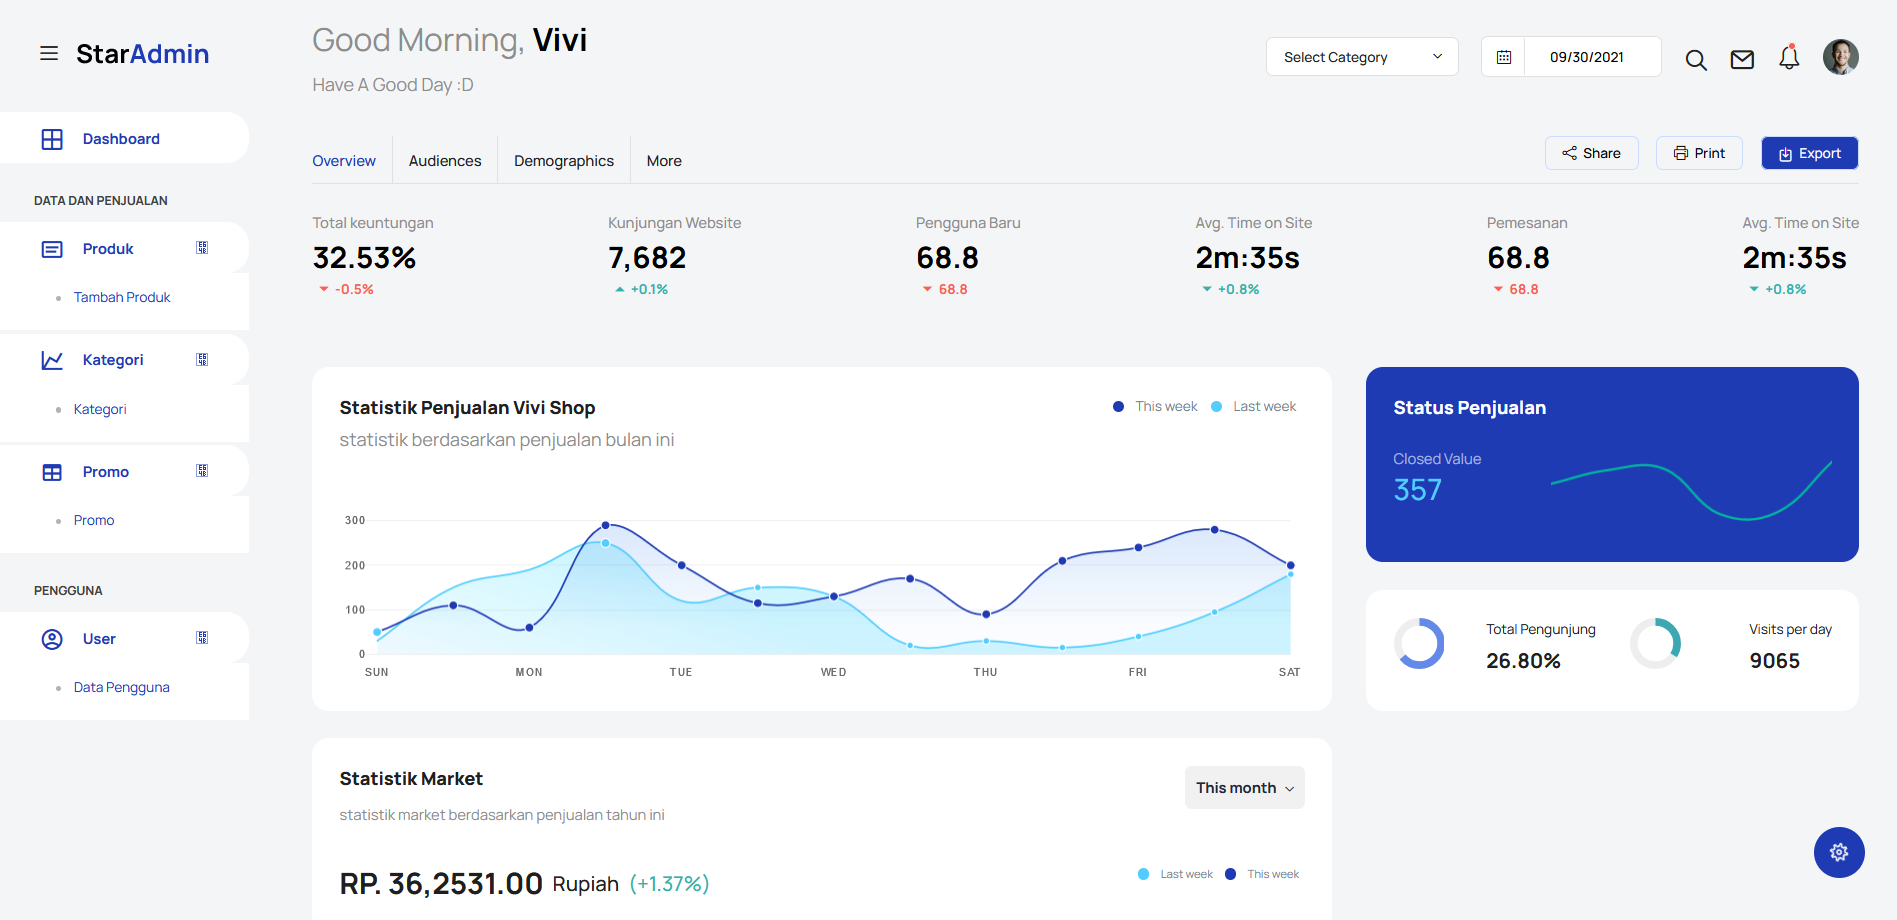 StarAdmin
Dashboard
DATA DAN PENJUALAN
Produk
Tambah Produk
Kategori
Kategori
Promo
Promo
PENGGUNA
User
Data Pengguna
Good Morning, Vivi
Have A Good Day :D
Select Category
09/30/2021
Overview Audiences Demographics More
Share Print Export
Total keuntungan
32.53%
-0.5%
Kunjungan Website
7,682
+0.1%
Pengguna Baru
68.8
68.8
Avg. Time on Site
2m:35s
+0.8%
Pemesanan
68.8
68.8
Avg. Time on Site
2m:35s
+0.8%
Statistik Penjualan Vivi Shop
statistik berdasarkan penjualan bulan ini
This week Last week
300
200
100
0
SUN MON TUE WED THU FRI SAT
Status Penjualan
Closed Value
357
Total Pengunjung
26.80%
Visits per day
9065
Statistik Market
statistik market berdasarkan penjualan tahun ini
This month
RP. 36,2531.00 Rupiah (+1.37%)
Last week This week